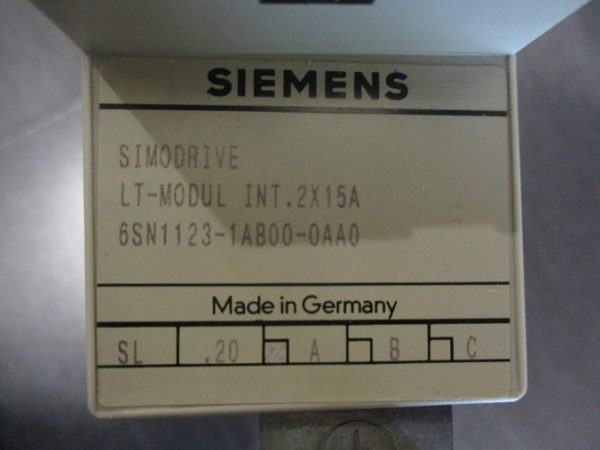 SIEMENS
SIMODRIVE
LT-MODUL INT.2X15A
6SN1123-1AB00-0AA0
Made in Germany
SL .20 A B C